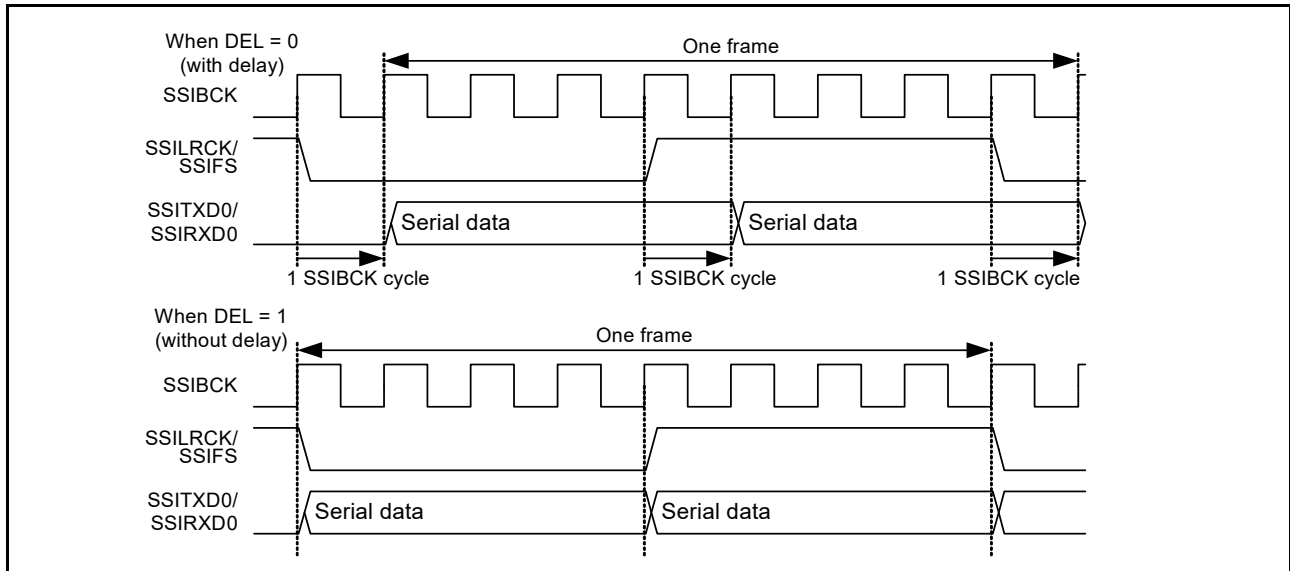 When DEL = 0
(with delay)
One frame
SSIBCK
SSILRCK/
SSIFS
SSITXD0/
SSIRXD0
Serial data
Serial data
1 SSIBCK cycle
1 SSIBCK cycle
1 SSIBCK cycle
When DEL = 1
(without delay)
One frame
SSIBCK
SSILRCK/
SSIFS
SSITXD0/
SSIRXD0
Serial data
Serial data